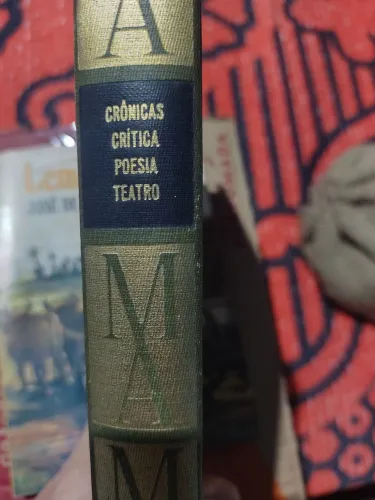 A
CRÔNICAS
CRÍTICA
POESIA
TEATRO
M
A
M